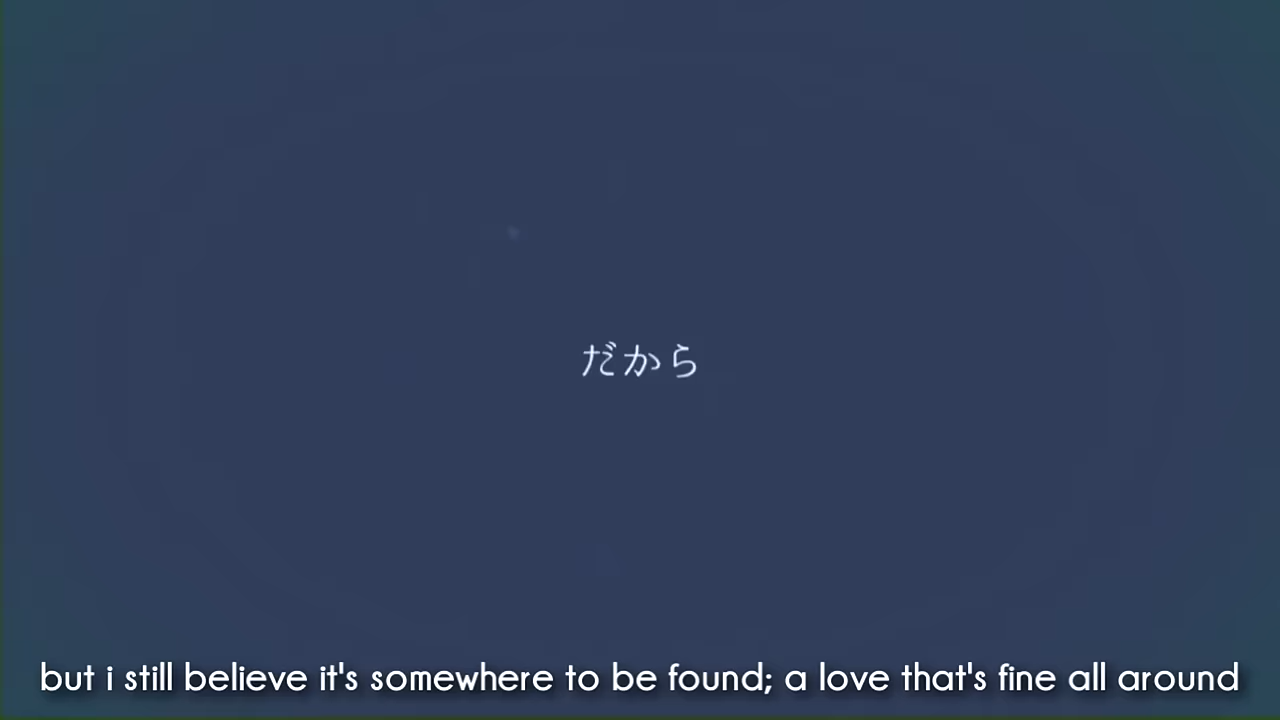 だから
but i still believe it's somewhere to be found; a love that's fine all around